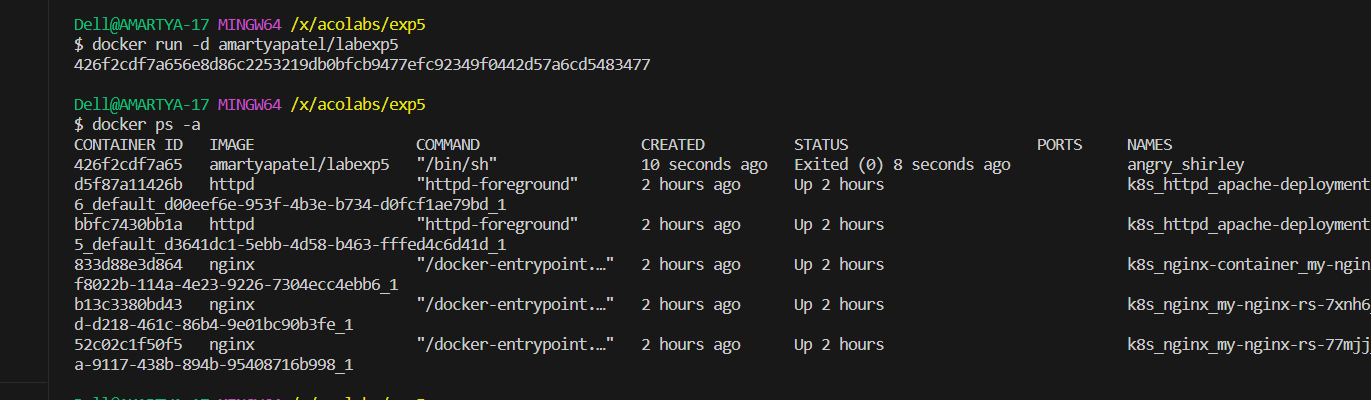 Dell@AMARTYA-17 MINGW64 /x/acolabs/exp5
$ docker run -d amartyapatel/labexp5
426f2cdf7a656e8d86c2253219db0bfcb9477efc92349f0442d57a6cd5483477
Dell@AMARTYA-17 MINGW64 /x/acolabs/exp5
$ docker ps -a
CONTAINER ID   IMAGE                  COMMAND                  CREATED          STATUS                     PORTS     NAMES
426f2cdf7a65   amartyapatel/labexp5   "/bin/sh"                10 seconds ago   Exited (0) 8 seconds ago             angry_shirley
d5f87a11426b   httpd                  "httpd-foreground"       2 hours ago      Up 2 hours                           k8s_httpd_apache-deployment
6_default_d00eef6e-953f-4b3e-b734-d0fcf1ae79bd_1
bbfc7430bb1a   httpd                  "httpd-foreground"       2 hours ago      Up 2 hours                           k8s_httpd_apache-deployment
5_default_d3641dc1-5ebb-4d58-b463-fffed4c6d41d_1
833d88e3d864   nginx                  "/docker-entrypoint.…"   2 hours ago      Up 2 hours                           k8s_nginx-container_my-ngin
f8022b-114a-4e23-9226-7304ecc4ebb6_1
b13c3380bd43   nginx                  "/docker-entrypoint.…"   2 hours ago      Up 2 hours                           k8s_nginx_my-nginx-rs-7xnh6
d-d218-461c-86b4-9e01bc90b3fe_1
52c02c1f50f5   nginx                  "/docker-entrypoint.…"   2 hours ago      Up 2 hours                           k8s_nginx_my-nginx-rs-77mjj
a-9117-438b-894b-95408716b998_1